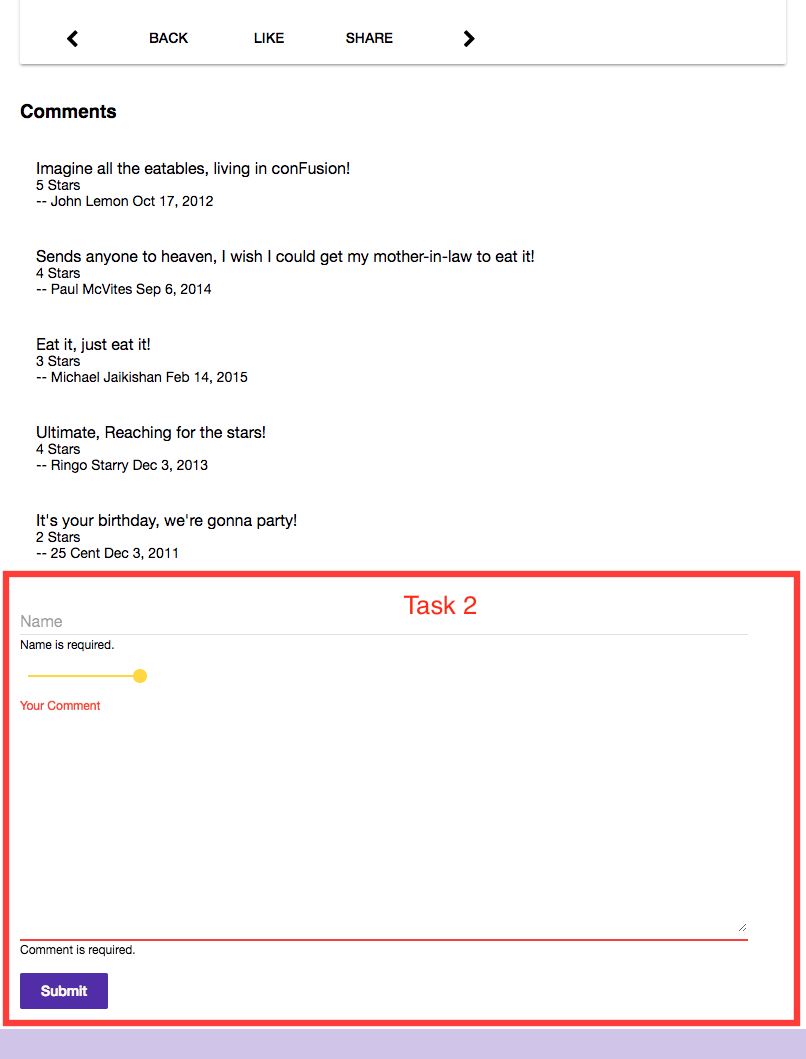 BACK LIKE SHARE
Comments
Imagine all the eatables, living in conFusion!
5 Stars
-- John Lemon Oct 17, 2012
Sends anyone to heaven, I wish I could get my mother-in-law to eat it!
4 Stars
-- Paul McVites Sep 6, 2014
Eat it, just eat it!
3 Stars
-- Michael Jaikishan Feb 14, 2015
Ultimate, Reaching for the stars!
4 Stars
-- Ringo Starry Dec 3, 2013
It's your birthday, we're gonna party!
2 Stars
-- 25 Cent Dec 3, 2011
Task 2
Name
Name is required.
Your Comment
Comment is required.
Submit